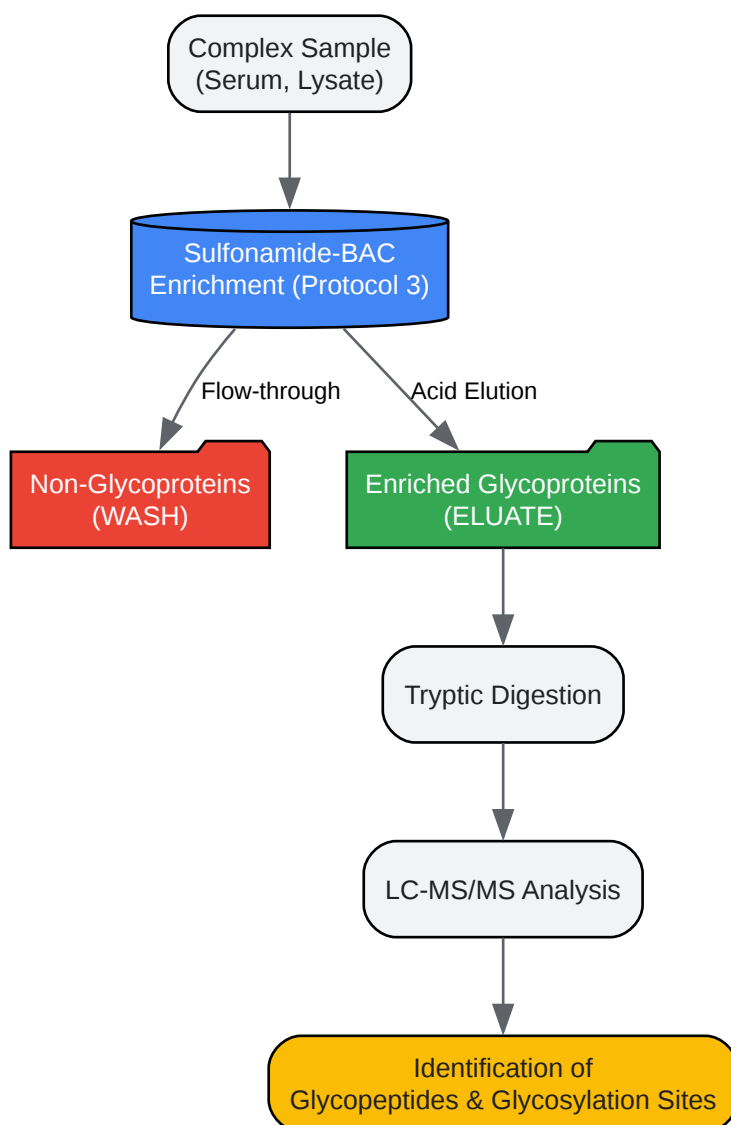 Complex Sample
(Serum, Lysate)
Sulfonamide-BAC
Enrichment (Protocol 3)
Flow-through
Acid Elution
Non-Glycoproteins
(WASH)
Enriched Glycoproteins
(ELUATE)
Tryptic Digestion
LC-MS/MS Analysis
Identification of
Glycopeptides & Glycosylation Sites